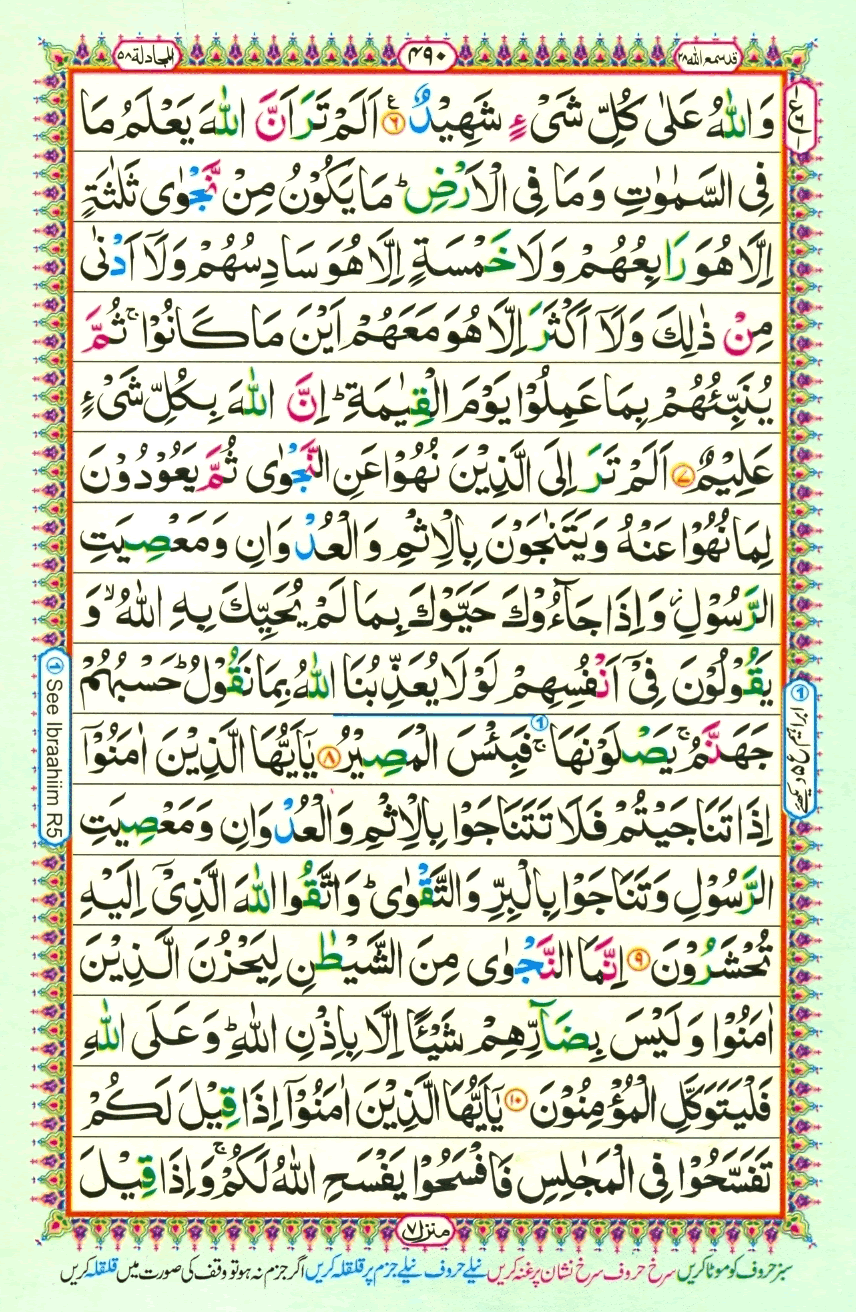 المجادلة ٥٨
٤٩٠
قد سمع الله ٢٨
وَاللّٰهُ عَلٰى كُلِّ شَىْءٍ شَهِيْدٌ ۧ ٦ اَلَمْ تَرَ اَنَّ اللّٰهَ يَعْلَمُ مَا
فِى السَّمٰوٰتِ وَمَا فِى الْاَرْضِ ؕ مَا يَكُوْنُ مِنْ نَّجْوٰى ثَلٰثَةٍ
اِلَّا هُوَ رَابِعُهُمْ وَلَا خَمْسَةٍ اِلَّا هُوَ سَادِسُهُمْ وَلَاۤ اَدْنٰى
مِنْ ذٰلِكَ وَلَاۤ اَكْثَرَ اِلَّا هُوَ مَعَهُمْ اَيْنَ مَا كَانُوْا ۚ ثُمَّ
يُنَبِّئُهُمْ بِمَا عَمِلُوْا يَوْمَ الْقِيٰمَةِ ؕ اِنَّ اللّٰهَ بِكُلِّ شَىْءٍ
عَلِيْمٌ ٧ اَلَمْ تَرَ اِلَى الَّذِيْنَ نُهُوْا عَنِ النَّجْوٰى ثُمَّ يَعُوْدُوْنَ
لِمَا نُهُوْا عَنْهُ وَيَتَنٰجَوْنَ بِالْاِثْمِ وَالْعُدْوَانِ وَمَعْصِيَتِ
الرَّسُوْلِ ؗ وَاِذَا جَآءُوْكَ حَيَّوْكَ بِمَا لَمْ يُحَيِّكَ بِهِ اللّٰهُ ۙ وَ
يَقُوْلُوْنَ فِىْۤ اَنْفُسِهِمْ لَوْلَا يُعَذِّبُنَا اللّٰهُ بِمَا نَقُوْلُ ؕ حَسْبُهُمْ
جَهَنَّمُ ۚ يَصْلَوْنَهَا ۚ ① فَبِئْسَ الْمَصِيْرُ ٨ يٰۤاَيُّهَا الَّذِيْنَ اٰمَنُوْۤا
اِذَا تَنَاجَيْتُمْ فَلَا تَتَنَاجَوْا بِالْاِثْمِ وَالْعُدْوَانِ وَمَعْصِيَتِ
الرَّسُوْلِ وَتَنَاجَوْا بِالْبِرِّ وَالتَّقْوٰى ؕ وَاتَّقُوا اللّٰهَ الَّذِىْۤ اِلَيْهِ
تُحْشَرُوْنَ ٩ اِنَّمَا النَّجْوٰى مِنَ الشَّيْطٰنِ لِيَحْزُنَ الَّذِيْنَ
اٰمَنُوْا وَلَيْسَ بِضَآرِّهِمْ شَيْـًٔا اِلَّا بِاِذْنِ اللّٰهِ ؕ وَعَلَى اللّٰهِ
فَلْيَتَوَكَّلِ الْمُؤْمِنُوْنَ ١٠ يٰۤاَيُّهَا الَّذِيْنَ اٰمَنُوْۤا اِذَا قِيْلَ لَكُمْ
تَفَسَّحُوْا فِى الْمَجٰلِسِ فَافْسَحُوْا يَفْسَحِ اللّٰهُ لَكُمْ ۚ وَاِذَا قِيْلَ
① See Ibraahiim R5
① ابراہیم ع ۵ دیکھئے
منزل ٧
سبز حروف کو موٹا کریں سرخ حروف سرخ نشان پر غنہ کریں نیلے حروف نیلے جزم پر قلقلہ کریں اگر جزم نہ ہو تو وقف کی صورت میں قلقلہ کریں